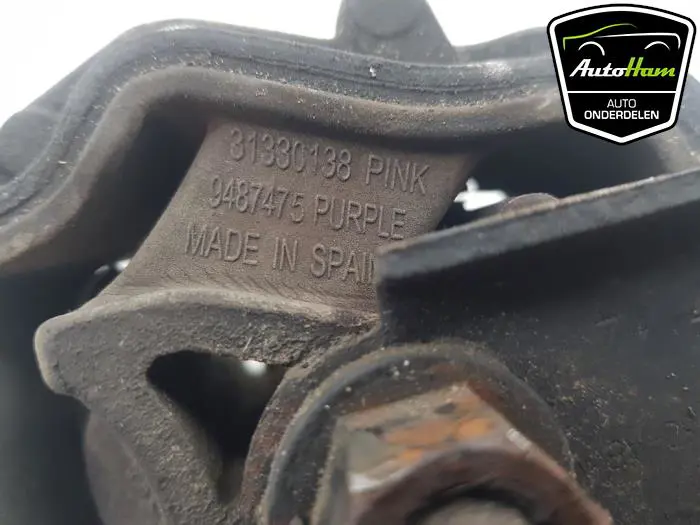 AutoHam
AUTO
ONDERDELEN
31330138 PINK
9487475 PURPLE
MADE IN SPAIN